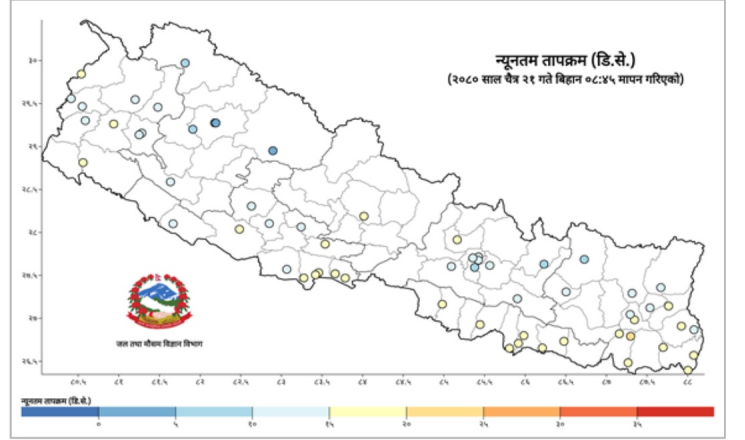 न्यूनतम तापक्रम (डि.से.)
(२०८० साल चैत्र २१ गते बिहान ०८:४५ मापन गरिएको)
३०
२९.५
२९
२८.५
२८
२७.५
२७
२६.५
जल तथा मौसम विज्ञान विभाग
८०.५ ८१ ८१.५ ८२ ८२.५ ८३ ८३.५ ८४ ८४.५ ८५ ८५.५ ८६ ८६.५ ८७ ८७.५ ८८
न्यूनतम तापक्रम (डि.से.)
० ५ १० १५ २० २५ ३० ३५